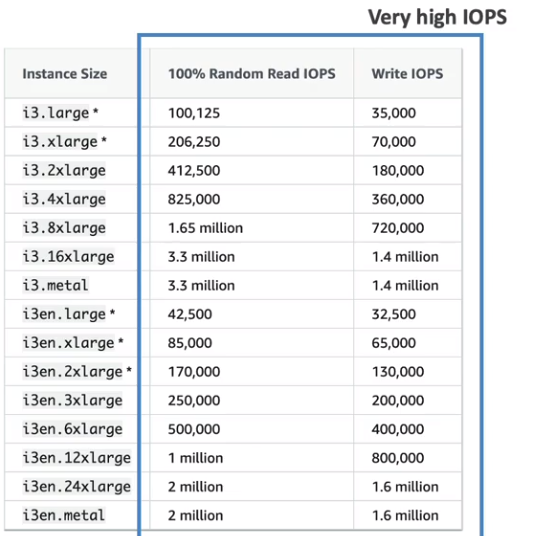 Very high IOPS
Instance Size 100% Random Read IOPS Write IOPS
i3.large * 100,125 35,000
i3.xlarge * 206,250 70,000
i3.2xlarge 412,500 180,000
i3.4xlarge 825,000 360,000
i3.8xlarge 1.65 million 720,000
i3.16xlarge 3.3 million 1.4 million
i3.metal 3.3 million 1.4 million
i3en.large * 42,500 32,500
i3en.xlarge * 85,000 65,000
i3en.2xlarge * 170,000 130,000
i3en.3xlarge 250,000 200,000
i3en.6xlarge 500,000 400,000
i3en.12xlarge 1 million 800,000
i3en.24xlarge 2 million 1.6 million
i3en.metal 2 million 1.6 million